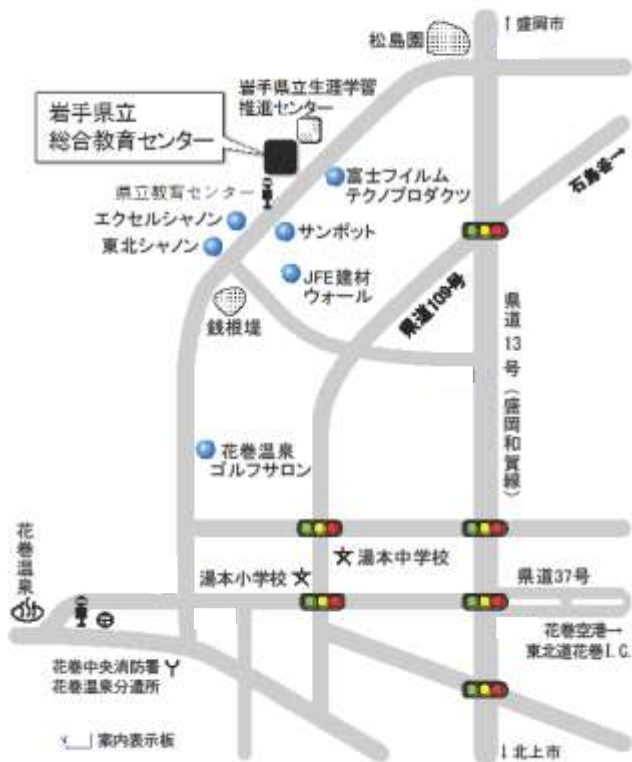 ↑盛岡市
松島園
岩手県立生涯学習
推進センター
岩手県立
総合教育センター
石鳥谷→
富士フイルム
テクノプロダクツ
県立教育センター
エクセルシャノン
サンポット
東北シャノン
JFE建材
ウォール
県道109号
銭根堤
県道13号(盛岡和賀線)
花巻温泉
ゴルフサロン
花巻温泉
湯本中学校
湯本小学校
県道37号
花巻空港→
東北道花巻I.C.
花巻中央消防署
花巻温泉分遣所
案内表示板
↓北上市